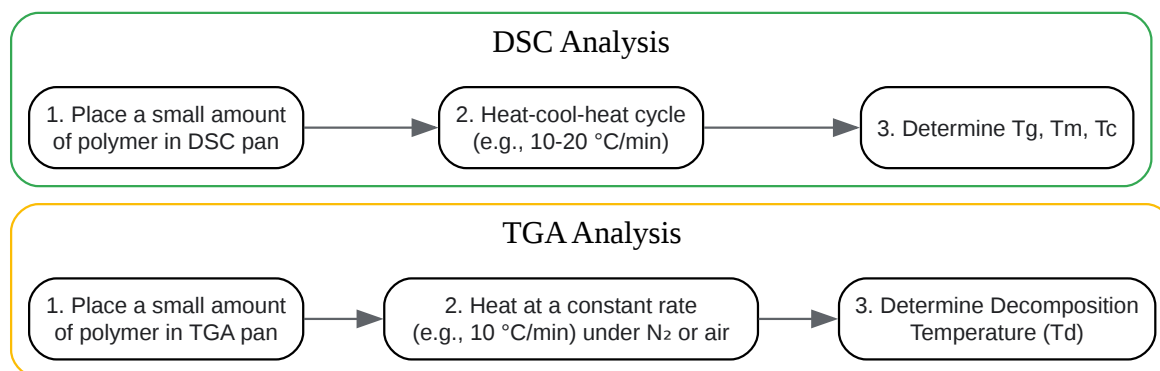 DSC Analysis
1. Place a small amount
of polymer in DSC pan
2. Heat-cool-heat cycle
(e.g., 10-20 °C/min)
3. Determine Tg, Tm, Tc
TGA Analysis
1. Place a small amount
of polymer in TGA pan
2. Heat at a constant rate
(e.g., 10 °C/min) under N₂ or air
3. Determine Decomposition
Temperature (Td)